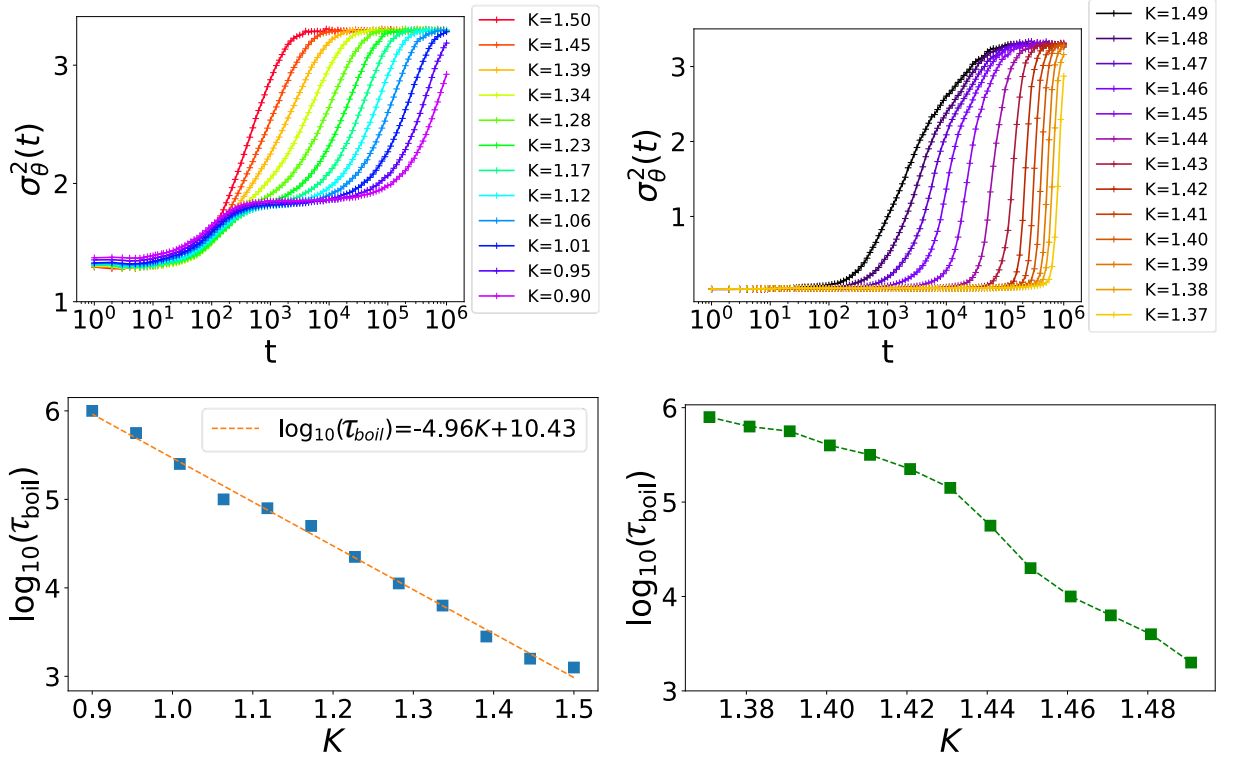 σ²_θ(t)
3
2
1
10⁰ 10¹ 10² 10³ 10⁴ 10⁵ 10⁶
t
K=1.50
K=1.45
K=1.39
K=1.34
K=1.28
K=1.23
K=1.17
K=1.12
K=1.06
K=1.01
K=0.95
K=0.90
σ²_θ(t)
3
2
1
10⁰ 10¹ 10² 10³ 10⁴ 10⁵ 10⁶
t
K=1.49
K=1.48
K=1.47
K=1.46
K=1.45
K=1.44
K=1.43
K=1.42
K=1.41
K=1.40
K=1.39
K=1.38
K=1.37
log₁₀(τ_boil)
6
5
4
3
log₁₀(τ_boil)=-4.96K+10.43
0.9 1.0 1.1 1.2 1.3 1.4 1.5
K
log₁₀(τ_boil)
6
5
4
3
1.38 1.40 1.42 1.44 1.46 1.48
K